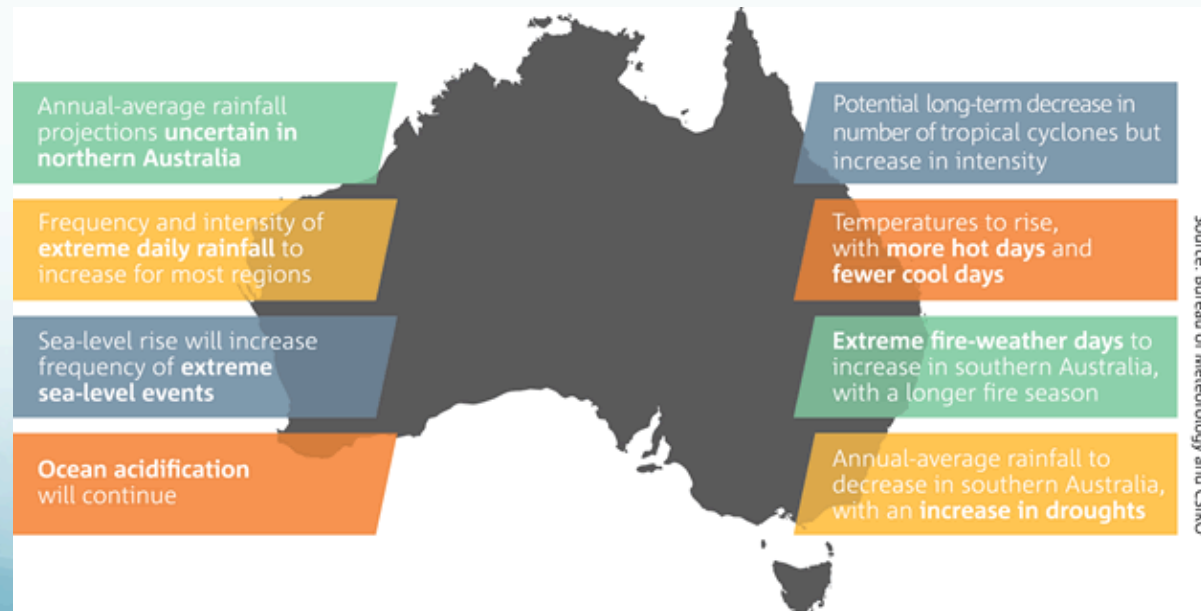 Annual-average rainfall
projections uncertain in
northern Australia
Frequency and intensity of
extreme daily rainfall to
increase for most regions
Sea-level rise will increase
frequency of extreme
sea-level events
Ocean acidification
will continue
Potential long-term decrease in
number of tropical cyclones but
increase in intensity
Temperatures to rise,
with more hot days and
fewer cool days
Extreme fire-weather days to
increase in southern Australia,
with a longer fire season
Annual-average rainfall to
decrease in southern Australia,
with an increase in droughts
Source: Bureau of Meteorology and CSIRO